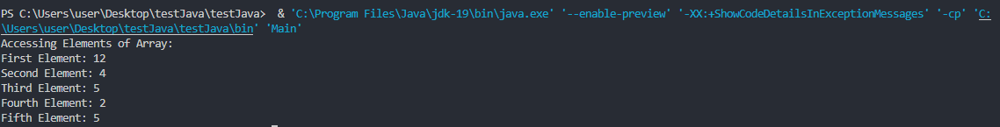 PS C:\Users\user\Desktop\testJava\testJava>  & 'C:\Program Files\Java\jdk-19\bin\java.exe' '--enable-preview' '-XX:+ShowCodeDetailsInExceptionMessages' '-cp' 'C:
\Users\user\Desktop\testJava\testJava\bin' 'Main'
Accessing Elements of Array:
First Element: 12
Second Element: 4
Third Element: 5
Fourth Element: 2
Fifth Element: 5